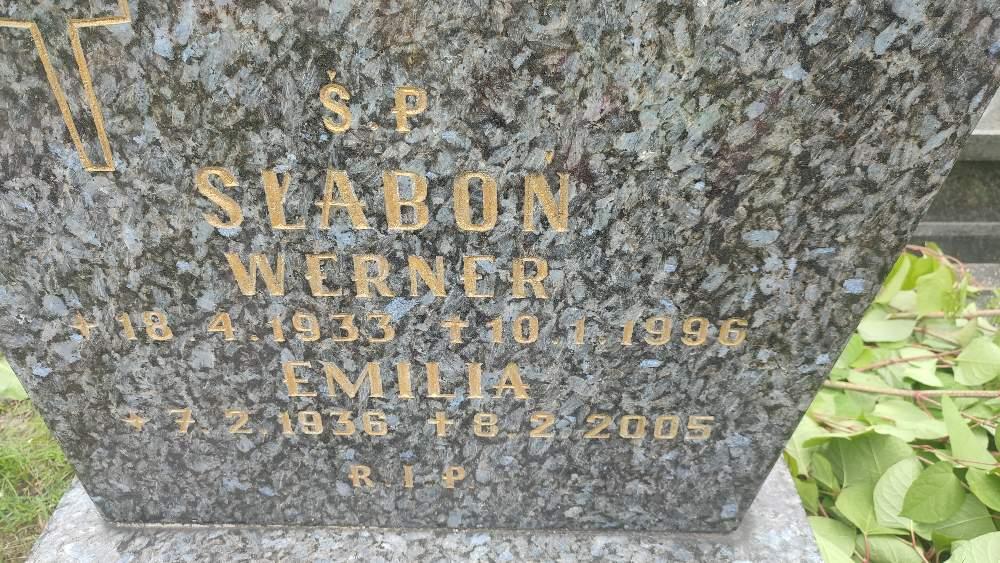 Ś.P
SŁABOŃ
WERNER
+ 18.4.1933 ✝ 10.1.1996
EMILIA
+ 7.2.1936 ✝ 8.2.2005
R.I.P